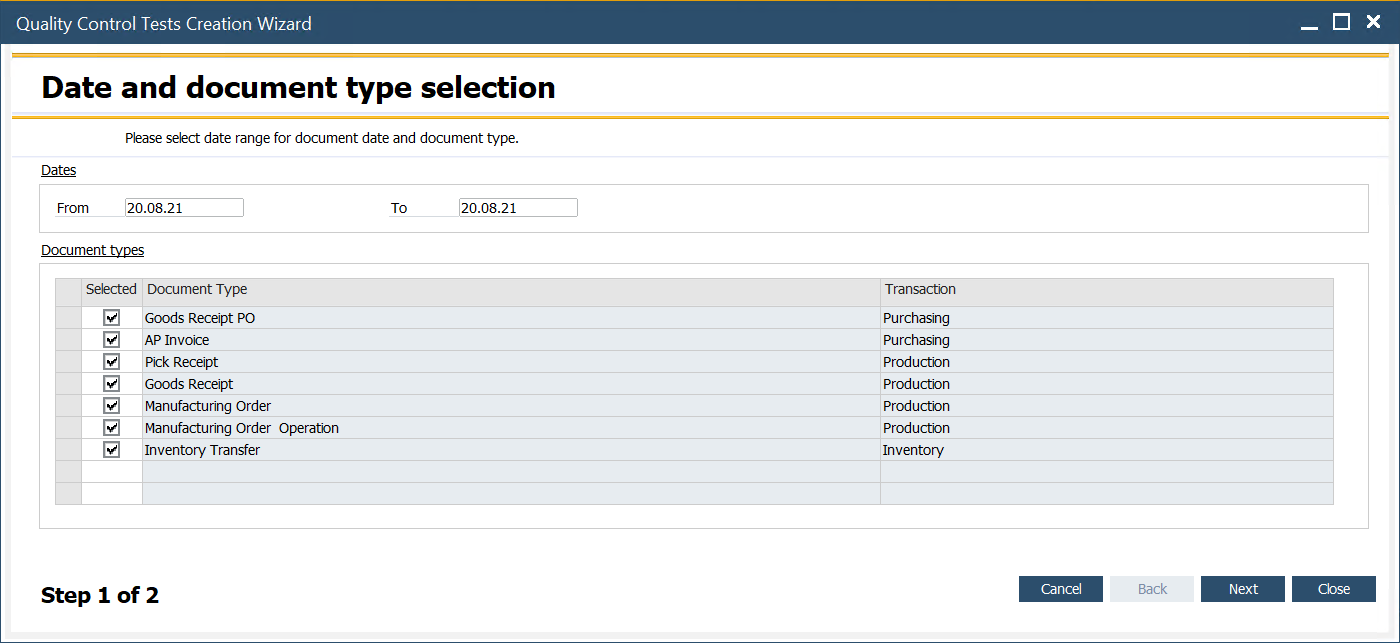 Quality Control Tests Creation Wizard
Date and document type selection
Please select date range for document date and document type.
Dates
From 20.08.21 To 20.08.21
Document types
Selected Document Type Transaction
Goods Receipt PO Purchasing
AP Invoice Purchasing
Pick Receipt Production
Goods Receipt Production
Manufacturing Order Production
Manufacturing Order  Operation Production
Inventory Transfer Inventory
Step 1 of 2 Cancel Back Next Close